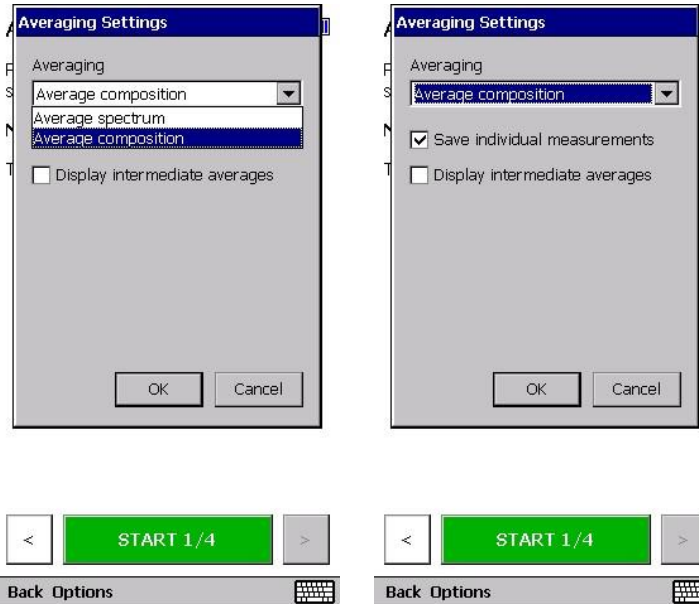 Averaging Settings
Averaging
Average composition
Average spectrum
Average composition
Display intermediate averages
OK Cancel
< START 1/4 >
Back Options
Averaging Settings
Averaging
Average composition
Save individual measurements
Display intermediate averages
OK Cancel
< START 1/4 >
Back Options